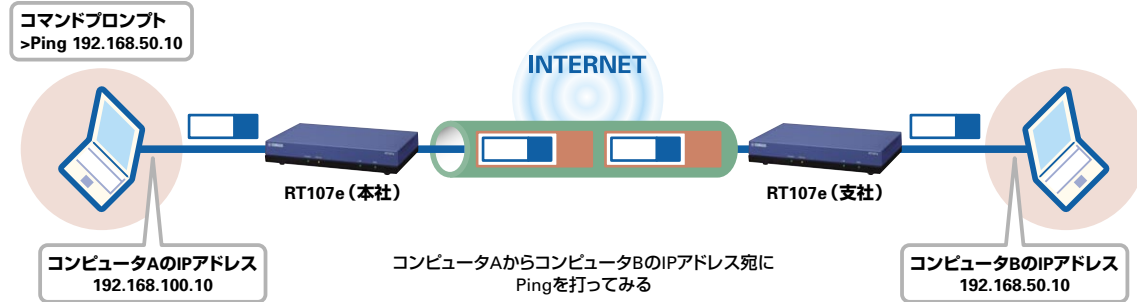 コマンドプロンプト
>Ping 192.168.50.10
INTERNET
RT107e（本社）
RT107e（支社）
コンピュータAのIPアドレス
192.168.100.10
コンピュータAからコンピュータBのIPアドレス宛に
Pingを打ってみる
コンピュータBのIPアドレス
192.168.50.10